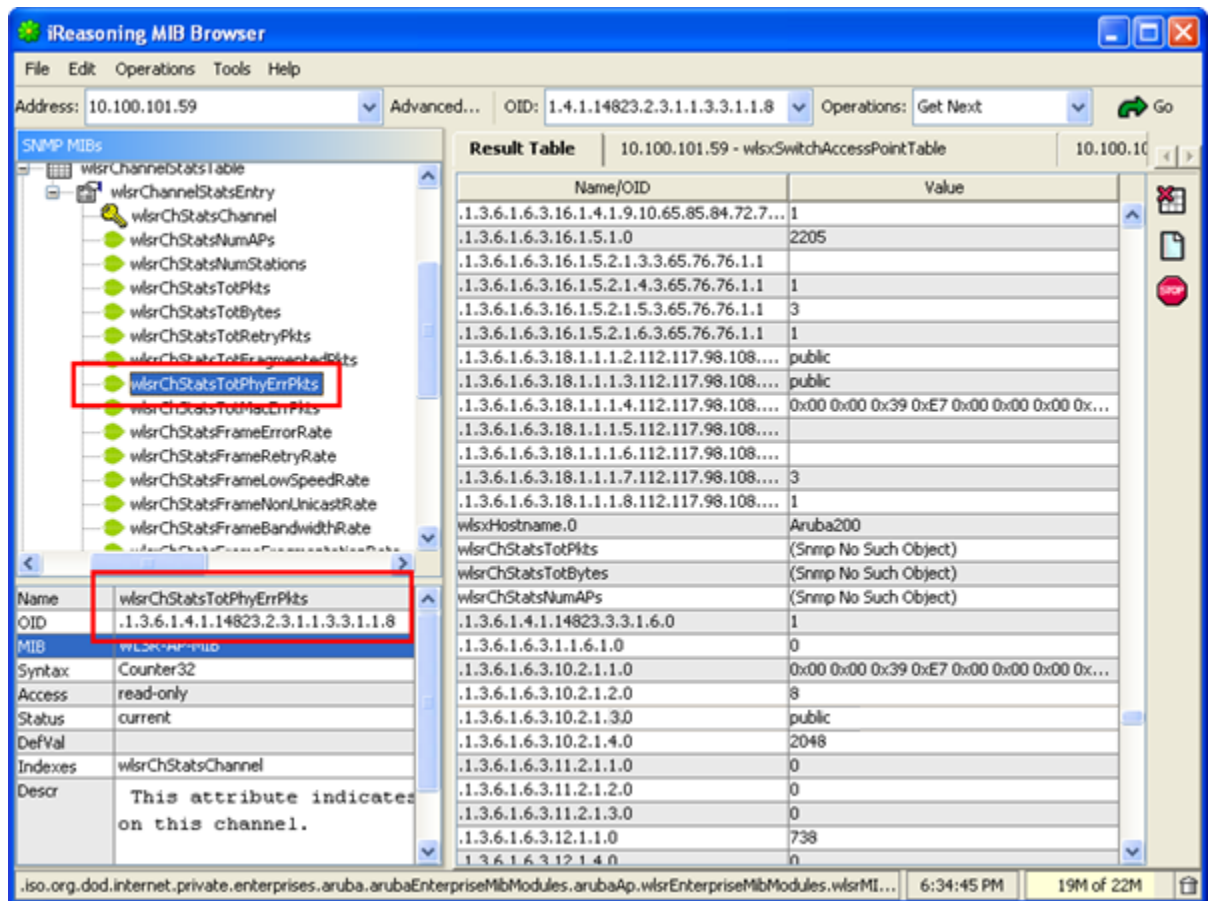 iReasoning MIB Browser
File Edit Operations Tools Help
Address: 10.100.101.59 Advanced... OID: 1.4.1.14823.2.3.1.1.3.3.1.1.8 Operations: Get Next Go
SNMP MIBs
wlsrChannelStatsTable
wlsrChannelStatsEntry
wlsrChStatsChannel
wlsrChStatsNumAPs
wlsrChStatsNumStations
wlsrChStatsTotPkts
wlsrChStatsTotBytes
wlsrChStatsTotRetryPkts
wlsrChStatsTotFragmentedPkts
wlsrChStatsTotPhyErrPkts
wlsrChStatsTotMacErrPkts
wlsrChStatsFrameErrorRate
wlsrChStatsFrameRetryRate
wlsrChStatsFrameLowSpeedRate
wlsrChStatsFrameNonUnicastRate
wlsrChStatsFrameBandwidthRate
wlsrChStatsFrameFragmentationRate
Name wlsrChStatsTotPhyErrPkts
OID .1.3.6.1.4.1.14823.2.3.1.1.3.3.1.1.8
MIB WLSR-AP-MIB
Syntax Counter32
Access read-only
Status current
DefVal
Indexes wlsrChStatsChannel
Descr This attribute indicates
on this channel.
Result Table 10.100.101.59 - wlsxSwitchAccessPointTable 10.100.10
Name/OID Value
.1.3.6.1.6.3.16.1.4.1.9.10.65.85.84.72.7... 1
.1.3.6.1.6.3.16.1.5.1.0 2205
.1.3.6.1.6.3.16.1.5.2.1.3.3.65.76.76.1.1
.1.3.6.1.6.3.16.1.5.2.1.4.3.65.76.76.1.1 1
.1.3.6.1.6.3.16.1.5.2.1.5.3.65.76.76.1.1 3
.1.3.6.1.6.3.16.1.5.2.1.6.3.65.76.76.1.1 1
.1.3.6.1.6.3.18.1.1.1.2.112.117.98.108.... public
.1.3.6.1.6.3.18.1.1.1.3.112.117.98.108.... public
.1.3.6.1.6.3.18.1.1.1.4.112.117.98.108.... 0x00 0x00 0x39 0xE7 0x00 0x00 0x00 0x...
.1.3.6.1.6.3.18.1.1.1.5.112.117.98.108....
.1.3.6.1.6.3.18.1.1.1.6.112.117.98.108....
.1.3.6.1.6.3.18.1.1.1.7.112.117.98.108.... 3
.1.3.6.1.6.3.18.1.1.1.8.112.117.98.108.... 1
wlsxHostname.0 Aruba200
wlsrChStatsTotPkts (Snmp No Such Object)
wlsrChStatsTotBytes (Snmp No Such Object)
wlsrChStatsNumAPs (Snmp No Such Object)
.1.3.6.1.4.1.14823.3.3.1.6.0 1
.1.3.6.1.6.3.1.1.6.1.0 0
.1.3.6.1.6.3.10.2.1.1.0 0x00 0x00 0x39 0xE7 0x00 0x00 0x00 0x...
.1.3.6.1.6.3.10.2.1.2.0 8
.1.3.6.1.6.3.10.2.1.3.0 public
.1.3.6.1.6.3.10.2.1.4.0 2048
.1.3.6.1.6.3.11.2.1.1.0 0
.1.3.6.1.6.3.11.2.1.2.0 0
.1.3.6.1.6.3.11.2.1.3.0 0
.1.3.6.1.6.3.12.1.1.0 738
.1.3.6.1.6.3.12.1.4.0 0
STOP
.iso.org.dod.internet.private.enterprises.aruba.arubaEnterpriseMibModules.arubaAp.wlsrEnterpriseMibModules.wlsrMI... 6:34:45 PM 19M of 22M